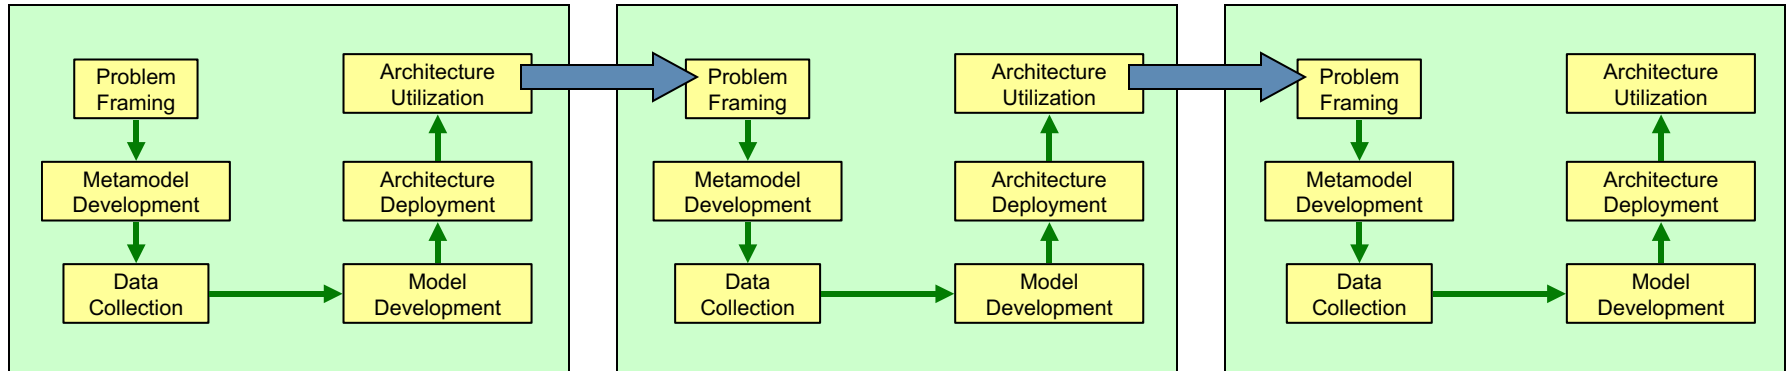 Problem
Framing
Metamodel
Development
Data
Collection
Model
Development
Architecture
Deployment
Architecture
Utilization
Problem
Framing
Metamodel
Development
Data
Collection
Model
Development
Architecture
Deployment
Architecture
Utilization
Problem
Framing
Metamodel
Development
Data
Collection
Model
Development
Architecture
Deployment
Architecture
Utilization